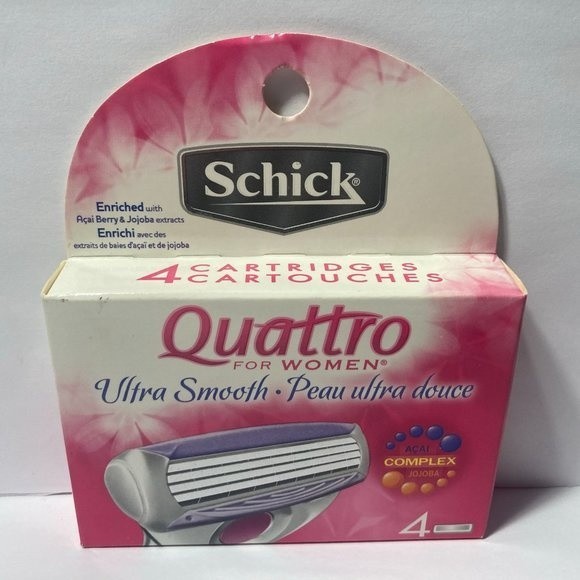 Schick®
Enriched with
Açai Berry & Jojoba extracts
Enrichi avec des
extraits de baies d'açaï et de jojoba
4 CARTRIDGES
CARTOUCHES
Quattro
FOR WOMEN®
Ultra Smooth • Peau ultra douce
AÇAI
COMPLEX
JOJOBA
4